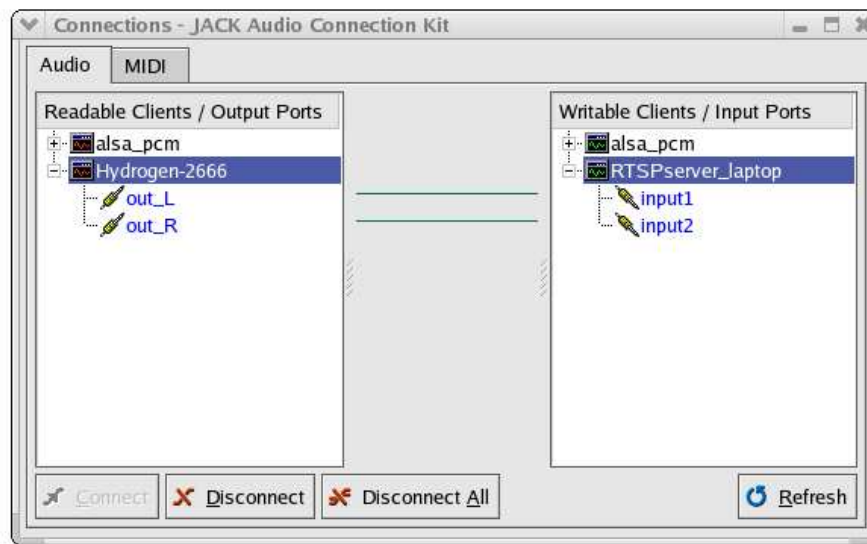 Connections - JACK Audio Connection Kit
Audio MIDI
Readable Clients / Output Ports
alsa_pcm
Hydrogen-2666
out_L
out_R
Writable Clients / Input Ports
alsa_pcm
RTSPserver_laptop
input1
input2
Connect Disconnect Disconnect All Refresh